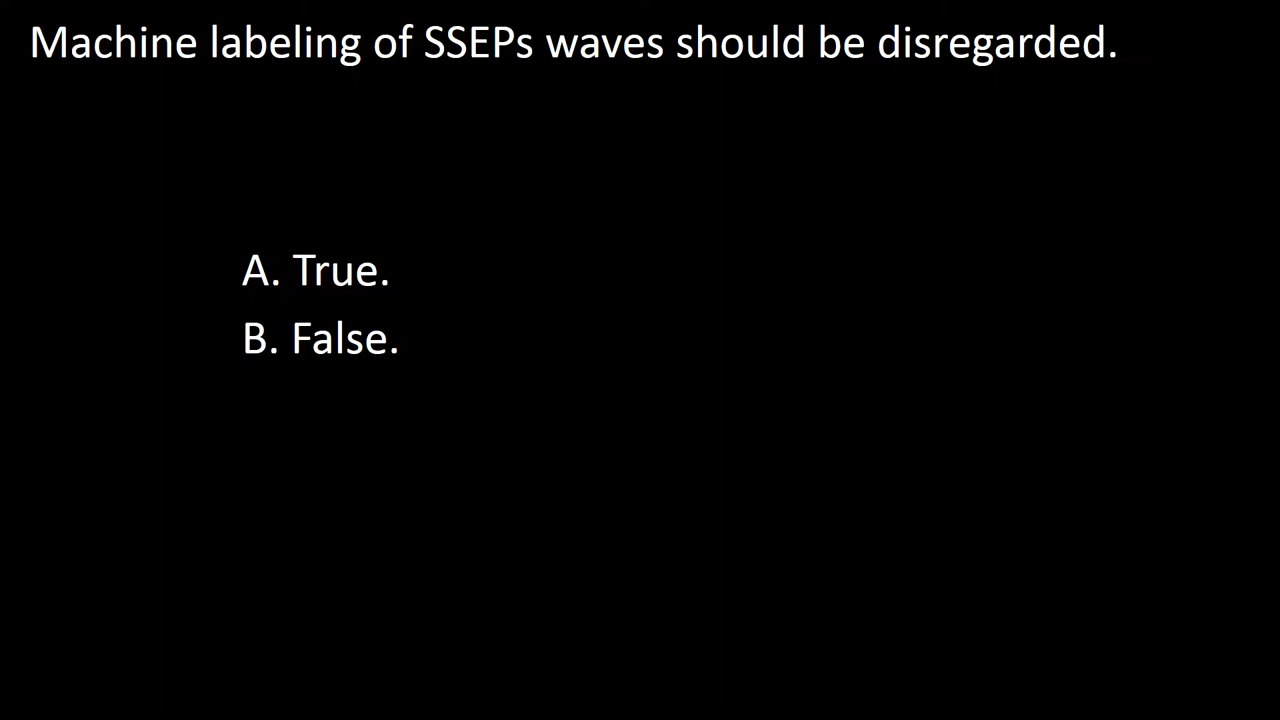 Machine labeling of SSEPs waves should be disregarded.
A. True.
B. False.